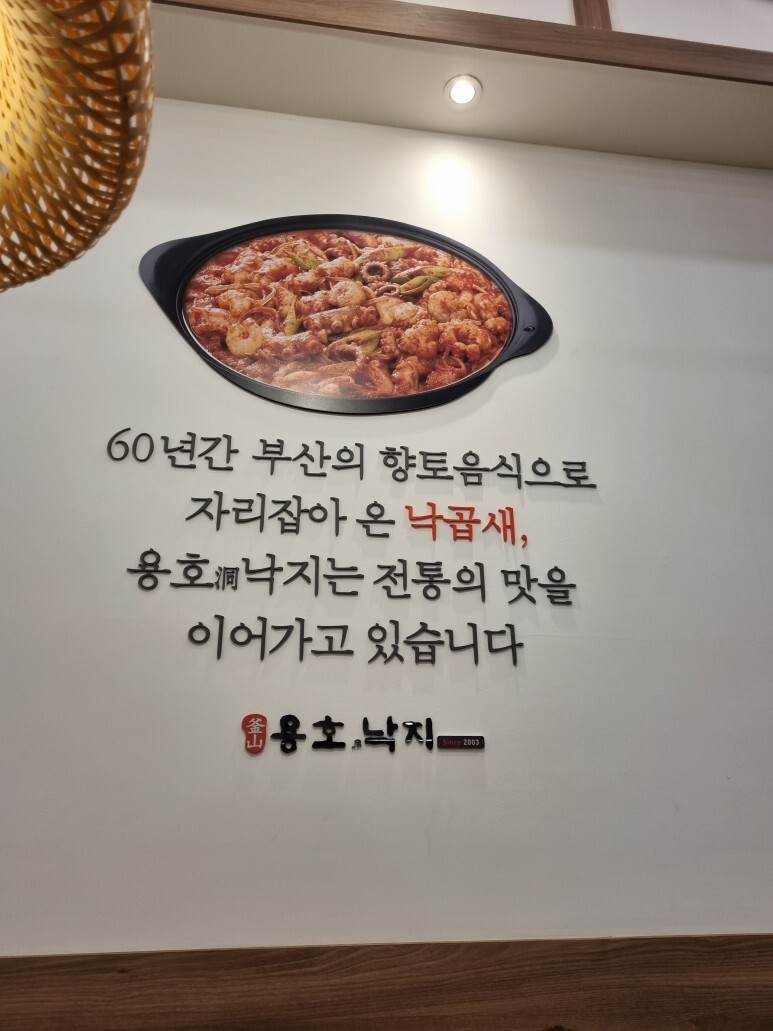 60년간 부산의 향토음식으로
자리잡아 온 낙곱새,
용호洞낙지는 전통의 맛을
이어가고 있습니다
釜山 용호洞낙지 Since 2003